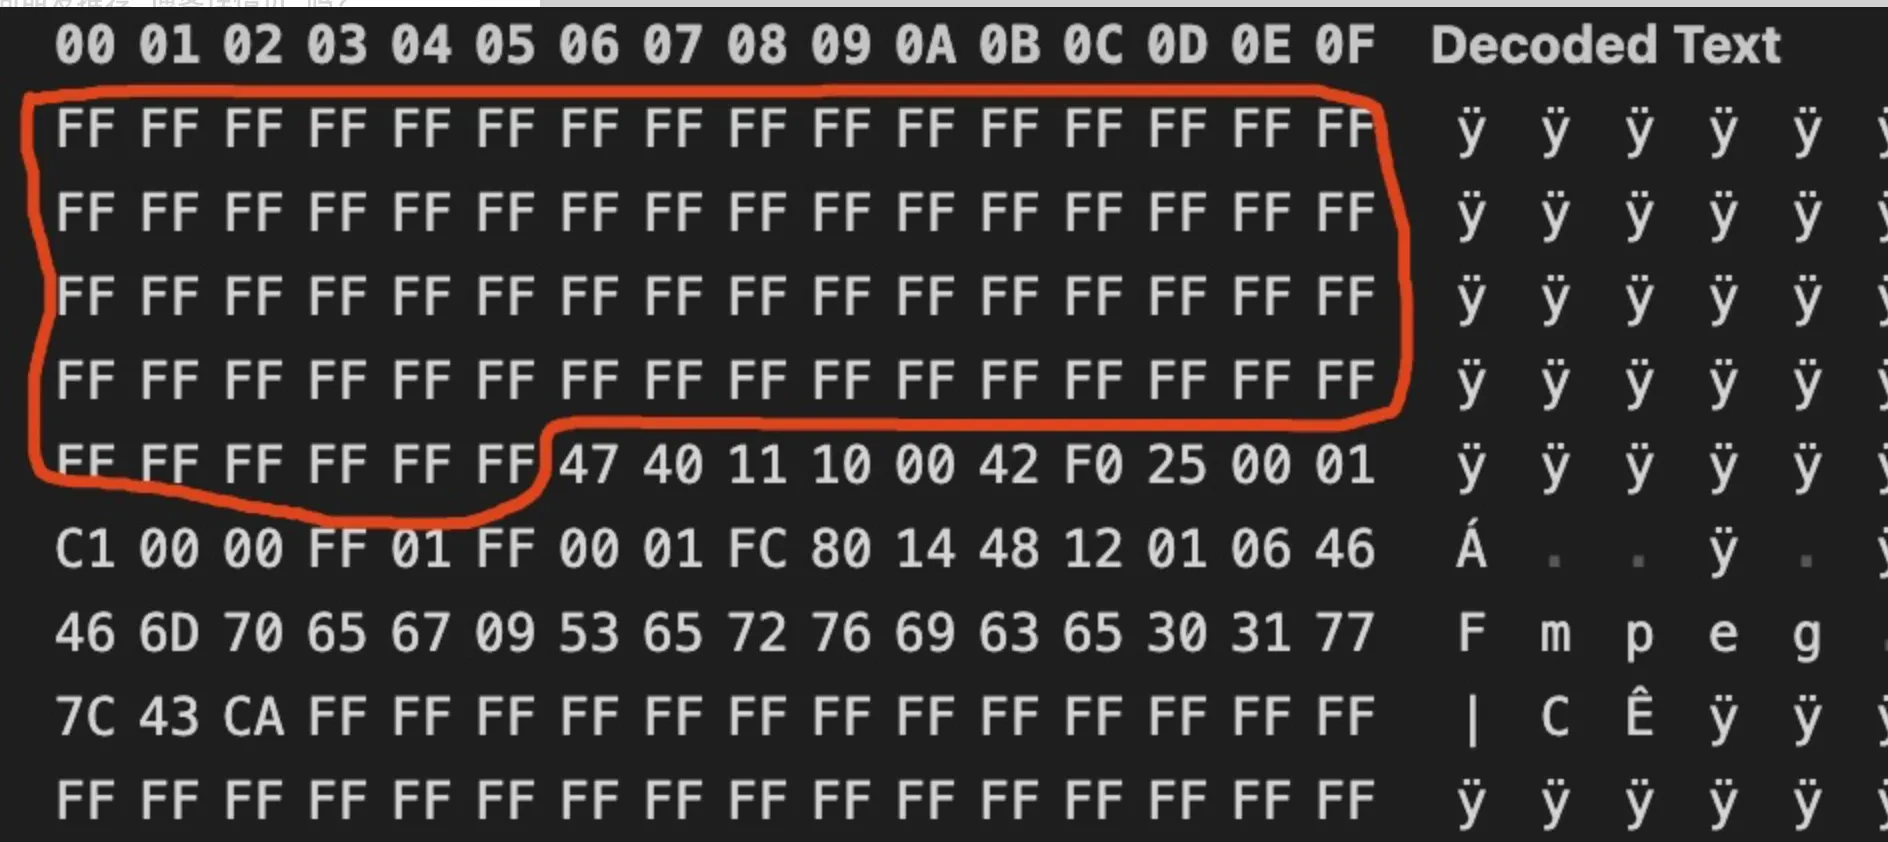 00 01 02 03 04 05 06 07 08 09 0A 0B 0C 0D 0E 0F Decoded Text
FF FF FF FF FF FF FF FF FF FF FF FF FF FF FF FF ÿ ÿ ÿ ÿ ÿ
FF FF FF FF FF FF FF FF FF FF FF FF FF FF FF FF ÿ ÿ ÿ ÿ ÿ
FF FF FF FF FF FF FF FF FF FF FF FF FF FF FF FF ÿ ÿ ÿ ÿ ÿ
FF FF FF FF FF FF FF FF FF FF FF FF FF FF FF FF ÿ ÿ ÿ ÿ ÿ
FF FF FF FF FF FF 47 40 11 10 00 42 F0 25 00 01 ÿ ÿ ÿ ÿ ÿ
C1 00 00 FF 01 FF 00 01 FC 80 14 48 12 01 06 46 Á . . ÿ .
46 6D 70 65 67 09 53 65 72 76 69 63 65 30 31 77 F m p e g
7C 43 CA FF FF FF FF FF FF FF FF FF FF FF FF FF | C Ê ÿ ÿ
FF FF FF FF FF FF FF FF FF FF FF FF FF FF FF FF ÿ ÿ ÿ ÿ ÿ